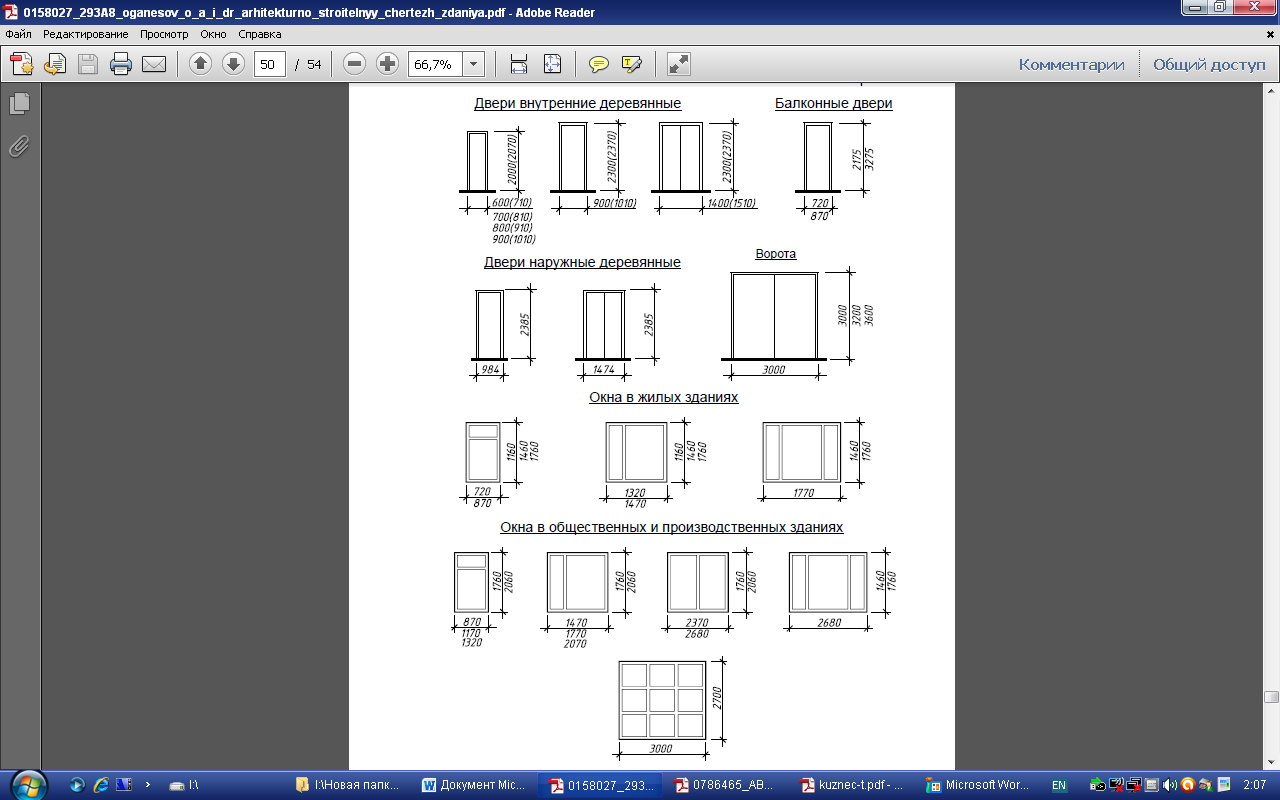 0158027_293A8_oganesov_o_a_i_dr_arhitekturno_stroitelnyy_chertezh_zdaniya.pdf - Adobe Reader
Файл Редактирование Просмотр Окно Справка
50 / 54 66,7% Комментарии Общий доступ
Двери внутренние деревянные Балконные двери
2000(2070) 2300(2370) 2300(2370) 2175 3275
600(710) 900(1010) 1400(1510) 720
700(810) 870
800(910)
900(1010)
Двери наружные деревянные Ворота
2385 2385 3000 3200 3600
984 1474 3000
Окна в жилых зданиях
1160 1460 1760 1160 1460 1760 1460 1760
720 1320 1770
870 1470
Окна в общественных и производственных зданиях
1760 2060 1760 2060 1760 2060 1460 1760
870 1470 2370 2680
1170 1770 2680
1320 2070
2700
3000
I:\ I:\Новая папк... Документ Mic... 0158027_293... 0786465_AB... kuznec-t.pdf - ... Microsoft Wor... EN 2:07